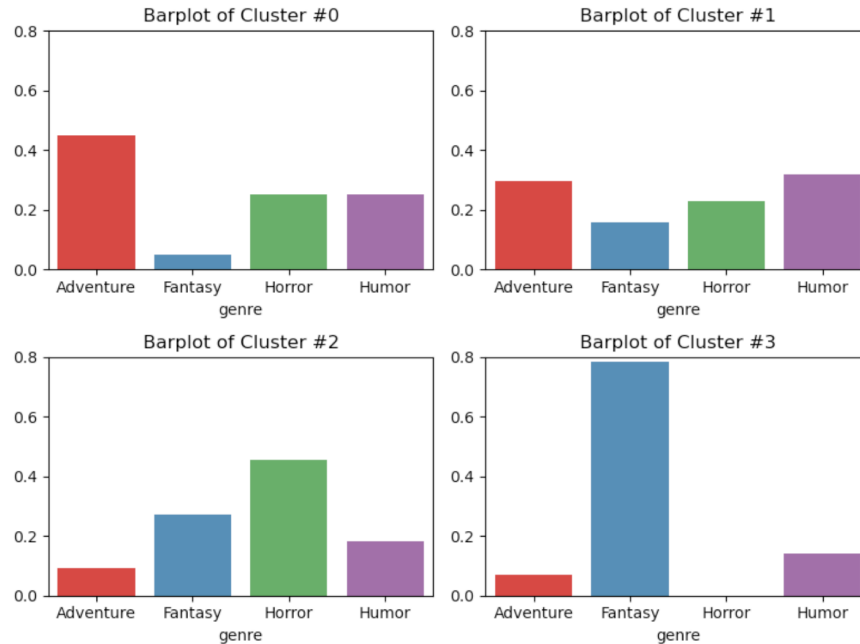 Barplot of Cluster #0
0.8
0.6
0.4
0.2
0.0
Adventure Fantasy Horror Humor
genre
Barplot of Cluster #1
0.8
0.6
0.4
0.2
0.0
Adventure Fantasy Horror Humor
genre
Barplot of Cluster #2
0.8
0.6
0.4
0.2
0.0
Adventure Fantasy Horror Humor
genre
Barplot of Cluster #3
0.8
0.6
0.4
0.2
0.0
Adventure Fantasy Horror Humor
genre